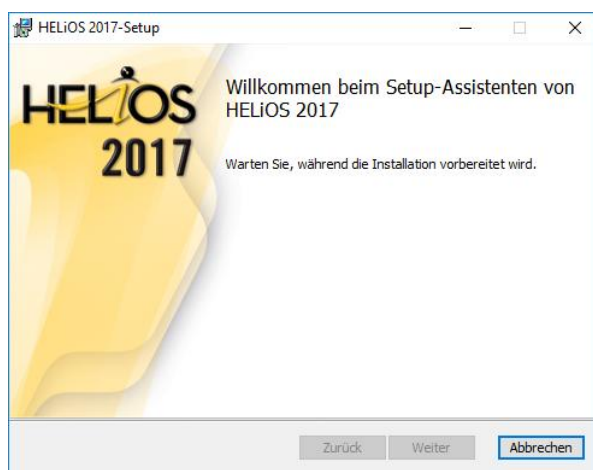 HELiOS 2017-Setup
HELiOS
2017
Willkommen beim Setup-Assistenten von
HELiOS 2017
Warten Sie, während die Installation vorbereitet wird.
Zurück Weiter Abbrechen